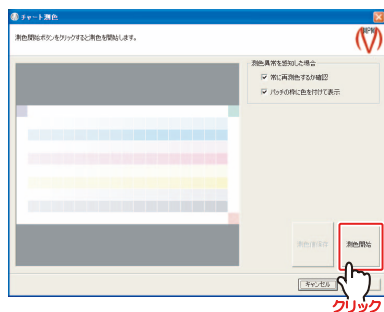 チャート測色
測色開始ボタンをクリックすると測色を開始します。
測色異常を感知した場合
常に再測色するか確認
パッチの枠に色を付けて表示
測色開始
キャンセル
クリック